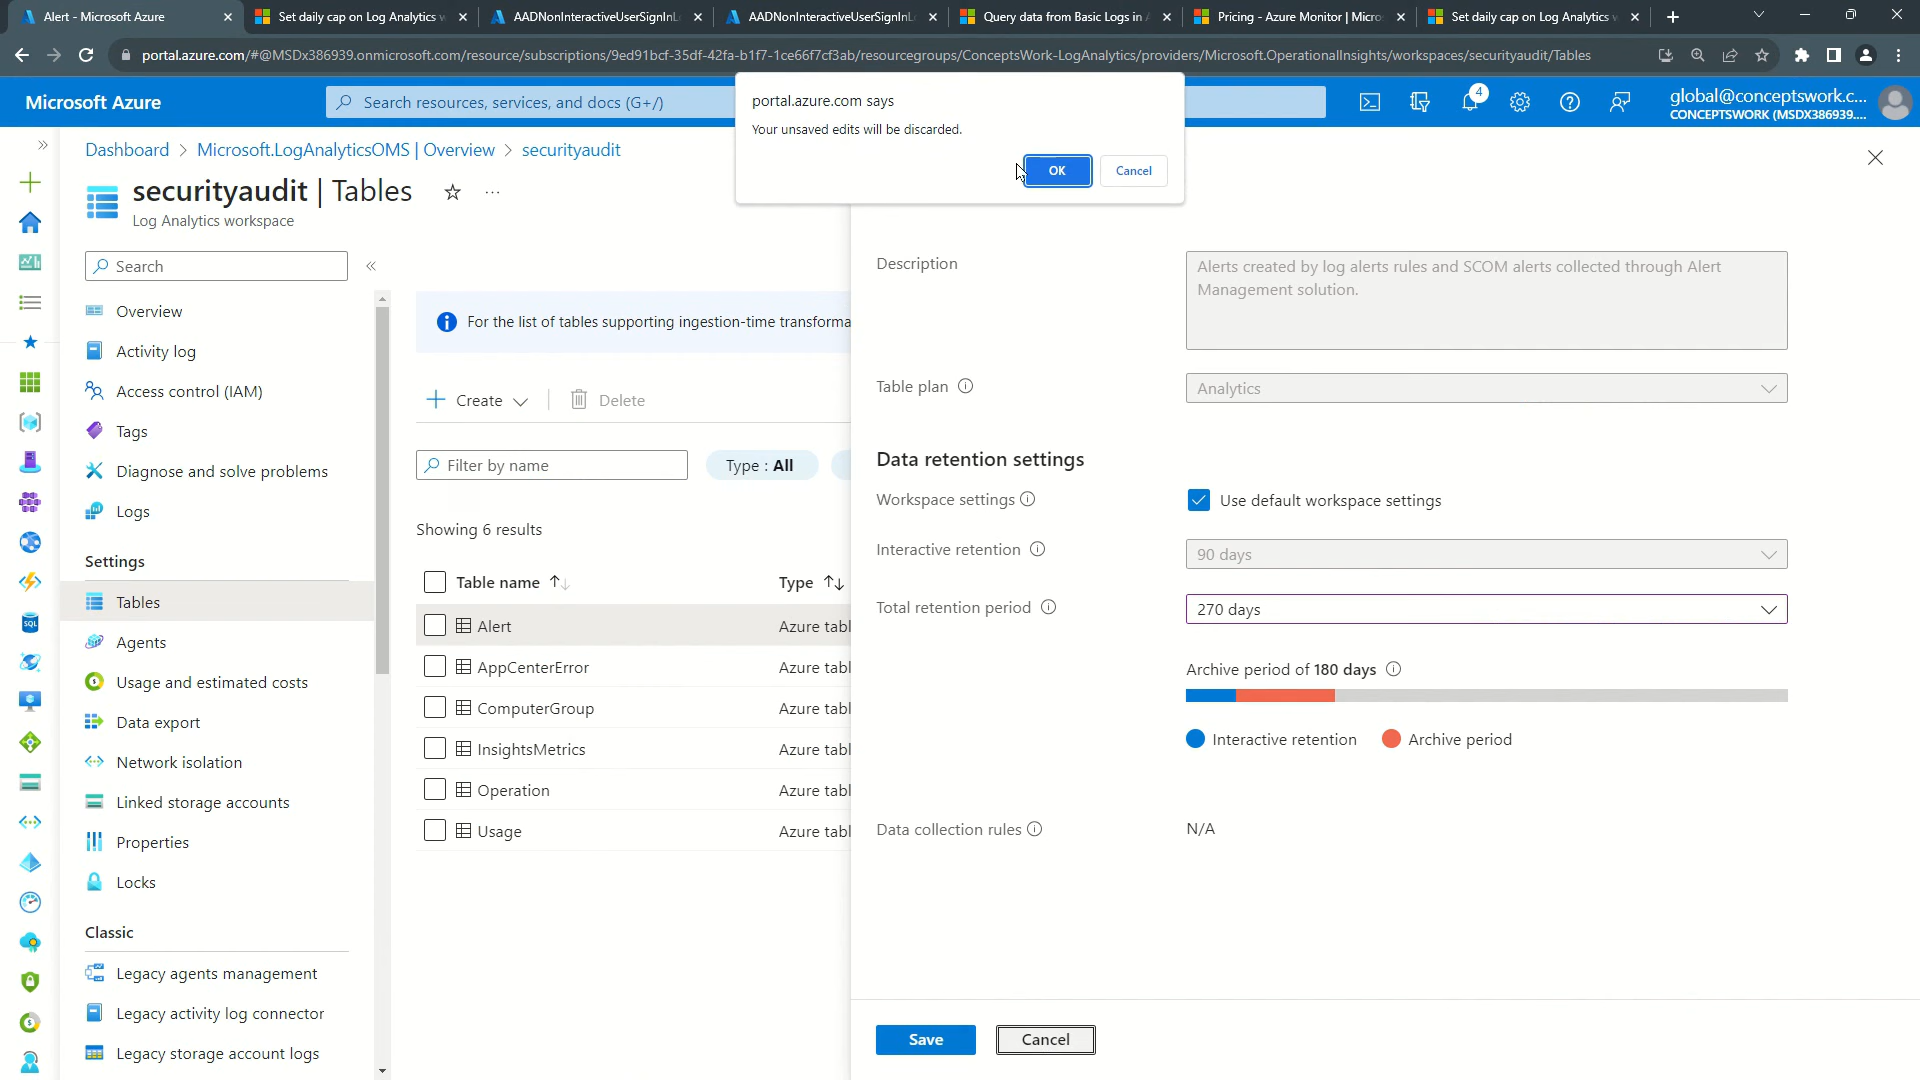 Alert - Microsoft Azure
Set daily cap on Log Analytics w
AADNonInteractiveUserSignInL
AADNonInteractiveUserSignInL
Query data from Basic Logs in A
Pricing - Azure Monitor | Micro
Set daily cap on Log Analytics w
portal.azure.com/#@MSDx386939.onmicrosoft.com/resource/subscriptions/9ed91bcf-35df-42fa-b1f7-1ce66f7cf3ab/resourcegroups/ConceptsWork-LogAnalytics/providers/Microsoft.OperationalInsights/workspaces/securityaudit/Tables
Microsoft Azure
Search resources, services, and docs (G+/)
4
global@conceptswork.c...
CONCEPTSWORK (MSDX386939....
portal.azure.com says
Your unsaved edits will be discarded.
OK
Cancel
Dashboard > Microsoft.LogAnalyticsOMS | Overview > securityaudit
securityaudit | Tables
Log Analytics workspace
Search
Overview
Activity log
Access control (IAM)
Tags
Diagnose and solve problems
Logs
Settings
Tables
Agents
Usage and estimated costs
Data export
Network isolation
Linked storage accounts
Properties
Locks
Classic
Legacy agents management
Legacy activity log connector
Legacy storage account logs
For the list of tables supporting ingestion-time transforma
Create
Delete
Filter by name
Type : All
Showing 6 results
Table name
Type
Alert
Azure tabl
AppCenterError
Azure tabl
ComputerGroup
Azure tabl
InsightsMetrics
Azure tabl
Operation
Azure tabl
Usage
Azure tabl
Description
Alerts created by log alerts rules and SCOM alerts collected through Alert
Management solution.
Table plan
Analytics
Data retention settings
Workspace settings
Use default workspace settings
Interactive retention
90 days
Total retention period
270 days
Archive period of 180 days
Interactive retention
Archive period
Data collection rules
N/A
Save
Cancel
SQL